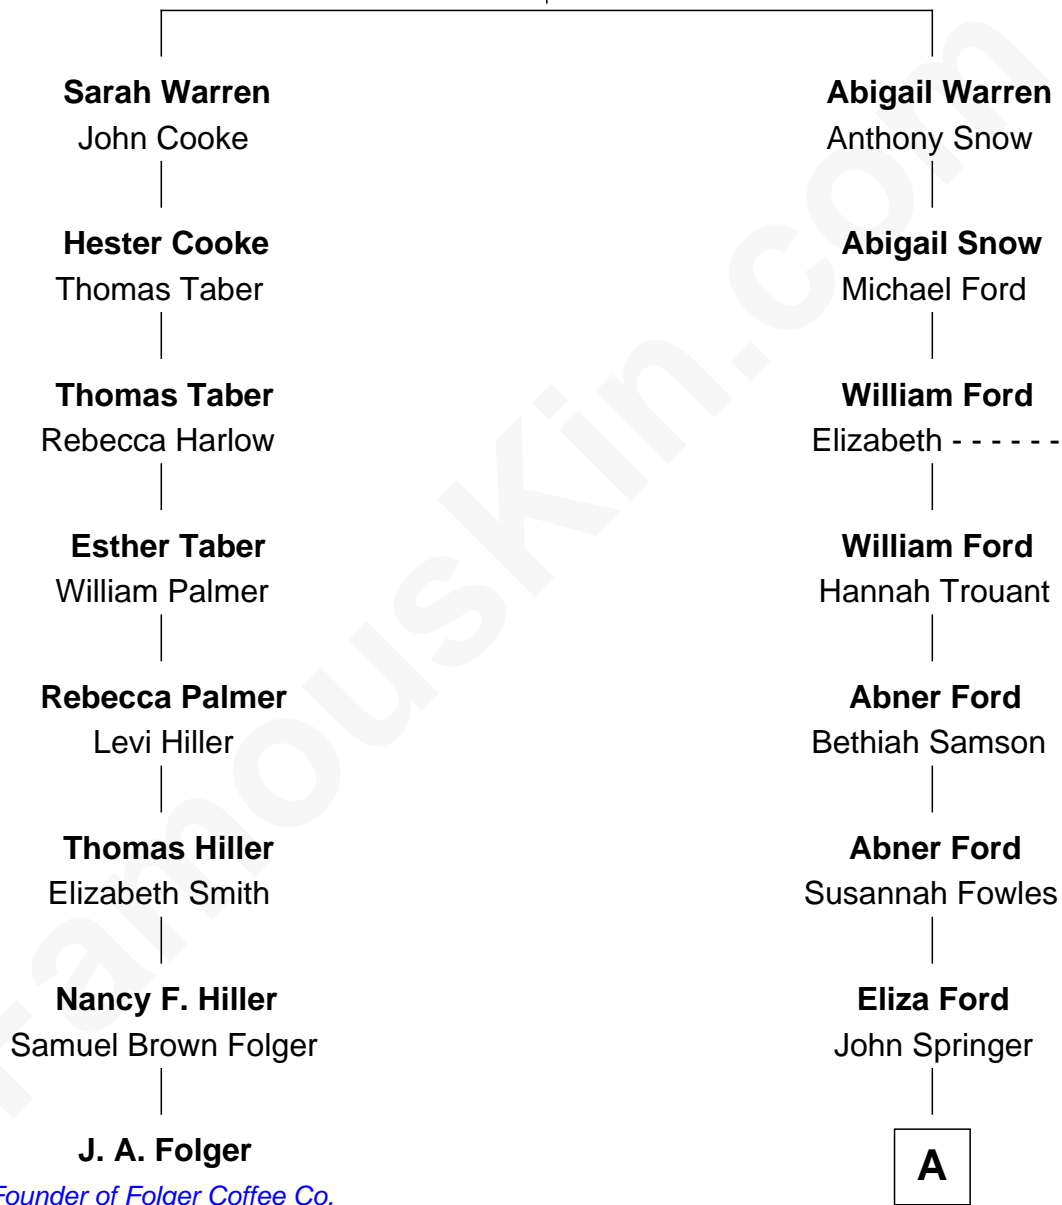 Sarah Warren
John Cooke
Abigail Warren
Anthony Snow
Hester Cooke
Thomas Taber
Abigail Snow
Michael Ford
Thomas Taber
Rebecca Harlow
William Ford
Elizabeth - - - - - -
Esther Taber
William Palmer
William Ford
Hannah Trouant
Rebecca Palmer
Levi Hiller
Abner Ford
Bethiah Samson
Thomas Hiller
Elizabeth Smith
Abner Ford
Susannah Fowles
Nancy F. Hiller
Samuel Brown Folger
Eliza Ford
John Springer
J. A. Folger
Founder of Folger Coffee Co.
A
FamousKin.com